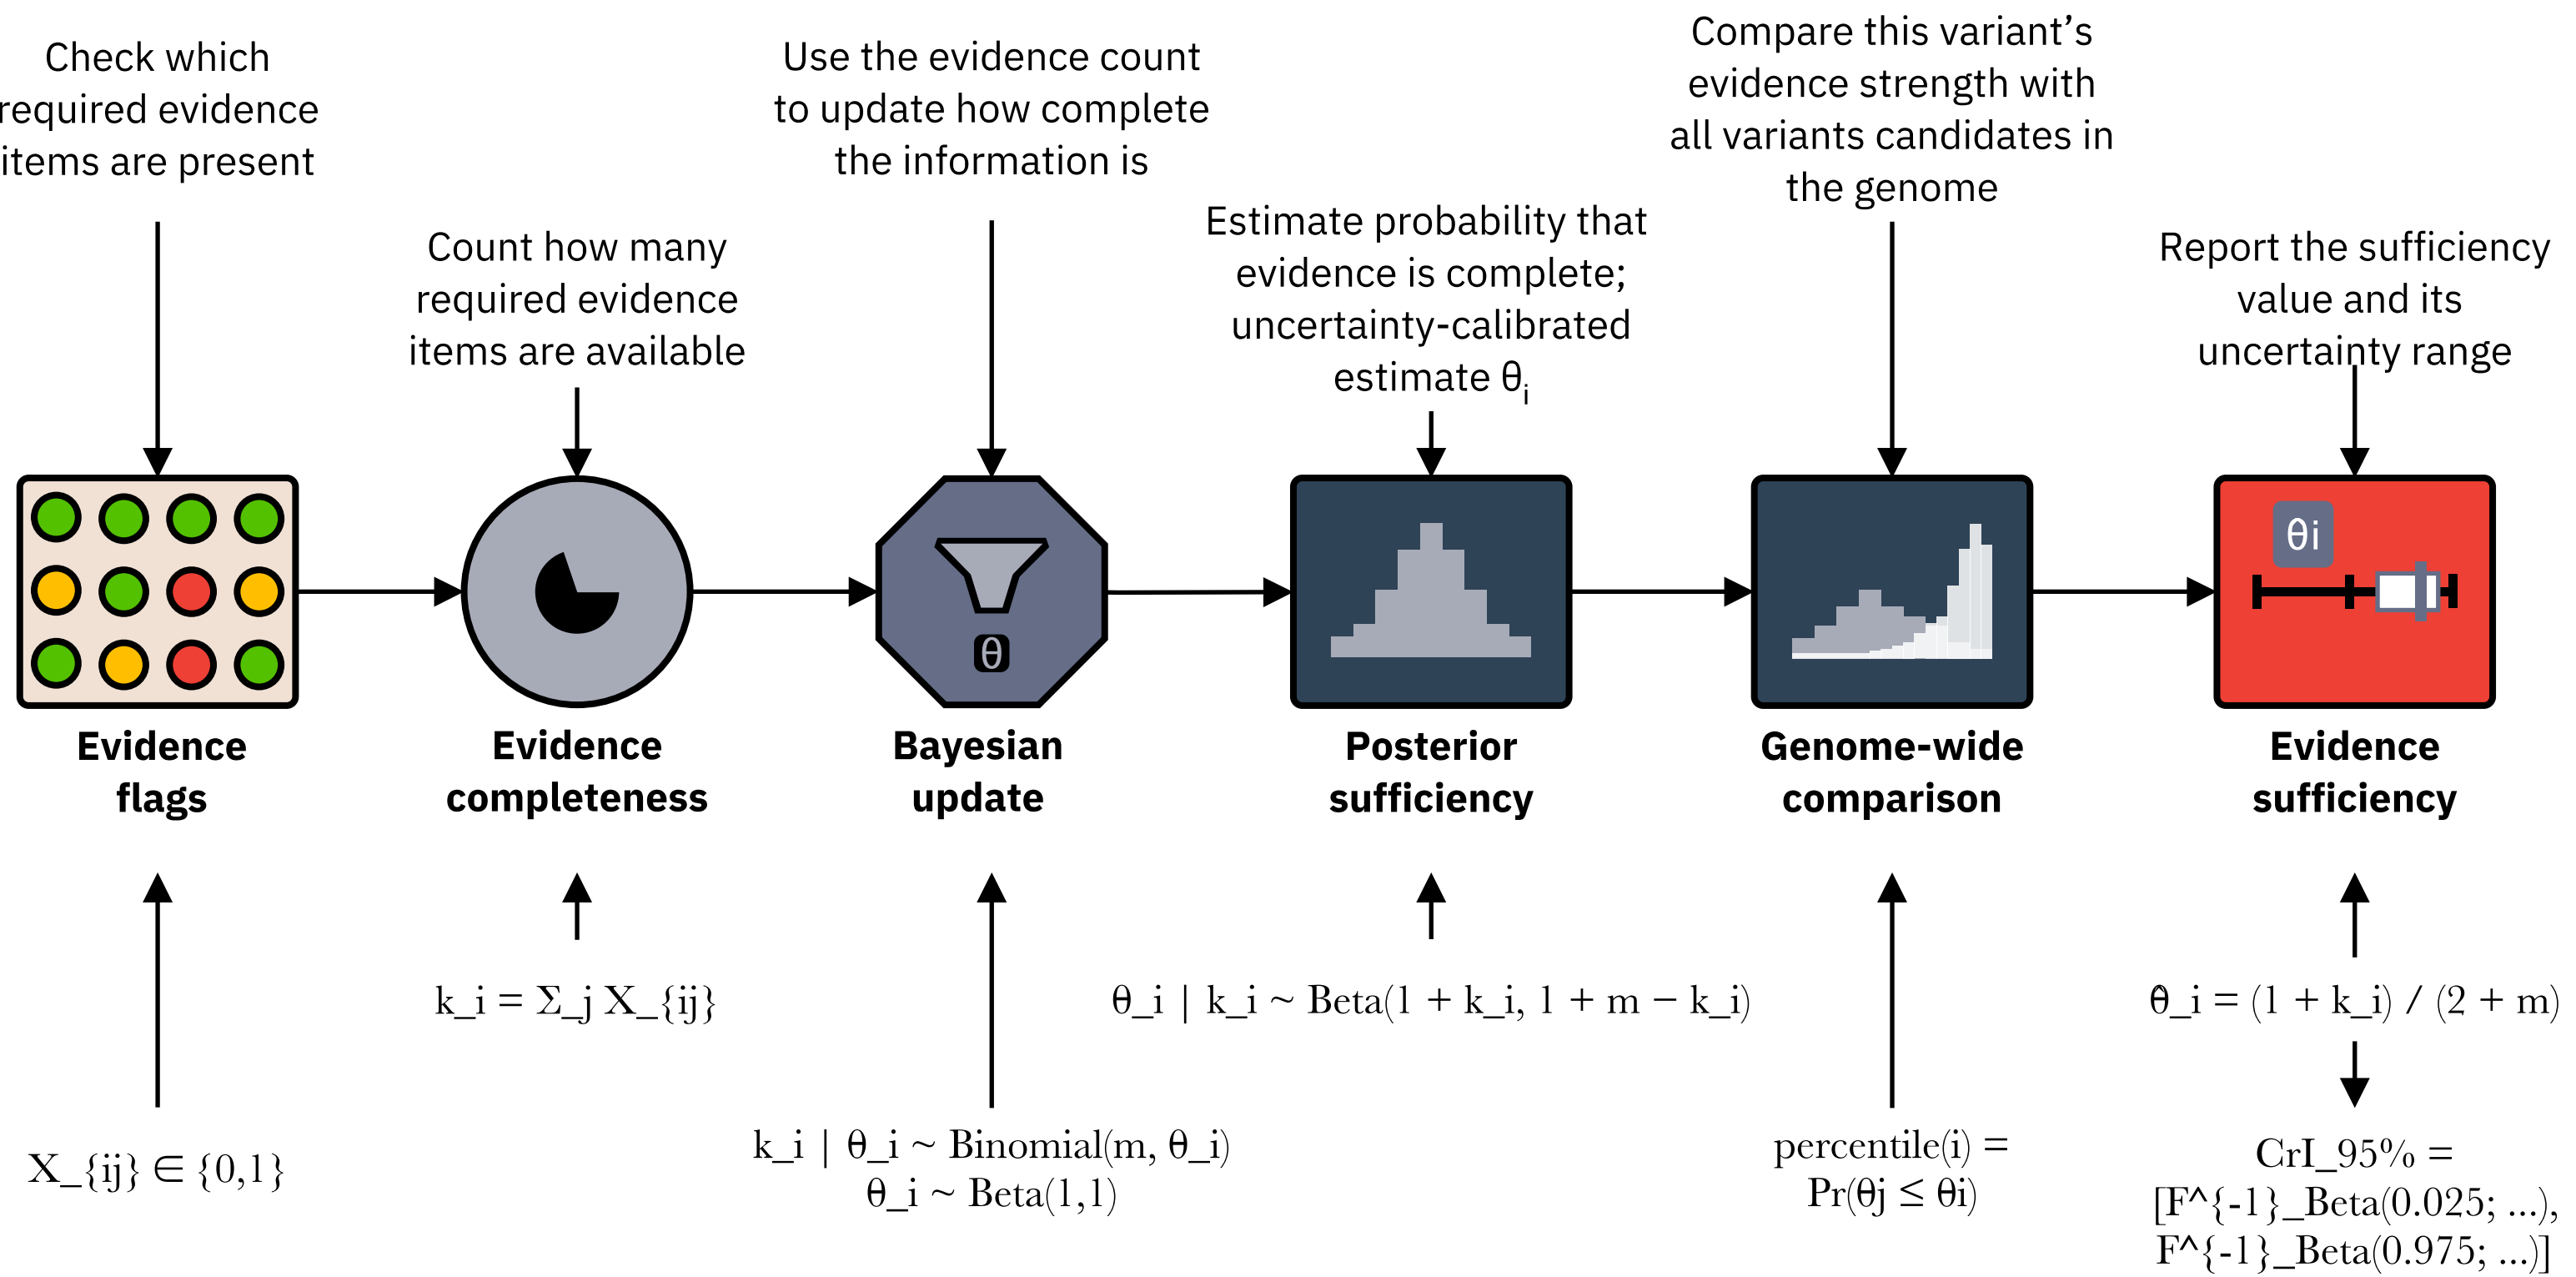 Check which
required evidence
items are present
Count how many
required evidence
items are available
Use the evidence count
to update how complete
the information is
Estimate probability that
evidence is complete;
uncertainty-calibrated
estimate θ_i
Compare this variant’s
evidence strength with
all variants candidates in
the genome
Report the sufficiency
value and its
uncertainty range
θ
θi
Evidence
flags
Evidence
completeness
Bayesian
update
Posterior
sufficiency
Genome-wide
comparison
Evidence
sufficiency
X_{ij} ∈ {0,1}
k_i = Σ_j X_{ij}
k_i | θ_i ~ Binomial(m, θ_i)
θ_i ~ Beta(1,1)
θ_i | k_i ~ Beta(1 + k_i, 1 + m − k_i)
percentile(i) =
Pr(θj ≤ θi)
θ̂_i = (1 + k_i) / (2 + m)
CrI_95% =
[F^{-1}_Beta(0.025; ...),
F^{-1}_Beta(0.975; ...)]